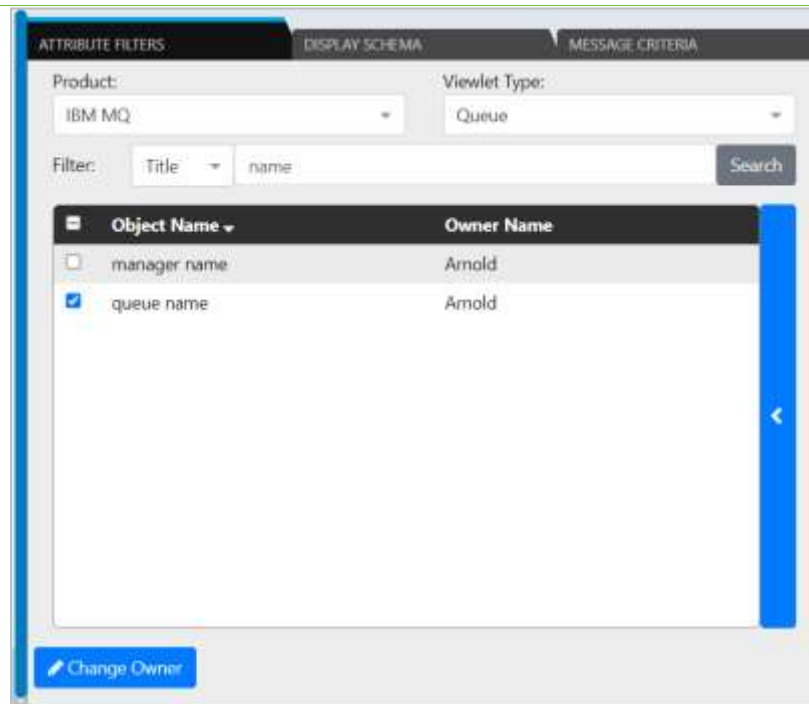 ATTRIBUTE FILTERS DISPLAY SCHEMA MESSAGE CRITERIA
Product: Viewlet Type:
IBM MQ Queue
Filter: Title name Search
Object Name Owner Name
manager name Arnold
queue name Arnold
Change Owner